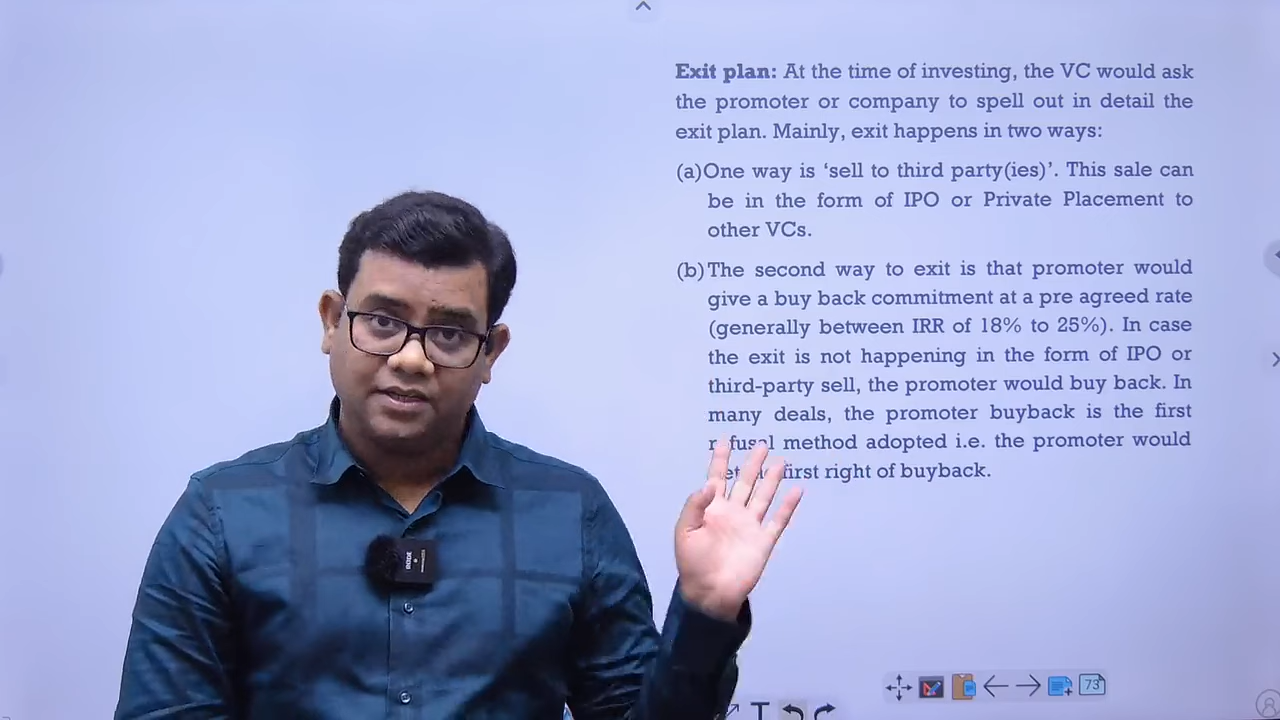 Exit plan: At the time of investing, the VC would ask
the promoter or company to spell out in detail the
exit plan. Mainly, exit happens in two ways:
(a)One way is ‘sell to third party(ies)’. This sale can
be in the form of IPO or Private Placement to
other VCs.
(b)The second way to exit is that promoter would
give a buy back commitment at a pre agreed rate
(generally between IRR of 18% to 25%). In case
the exit is not happening in the form of IPO or
third-party sell, the promoter would buy back. In
many deals, the promoter buyback is the first
refusal method adopted i.e. the promoter would
first right of buyback.
73
T